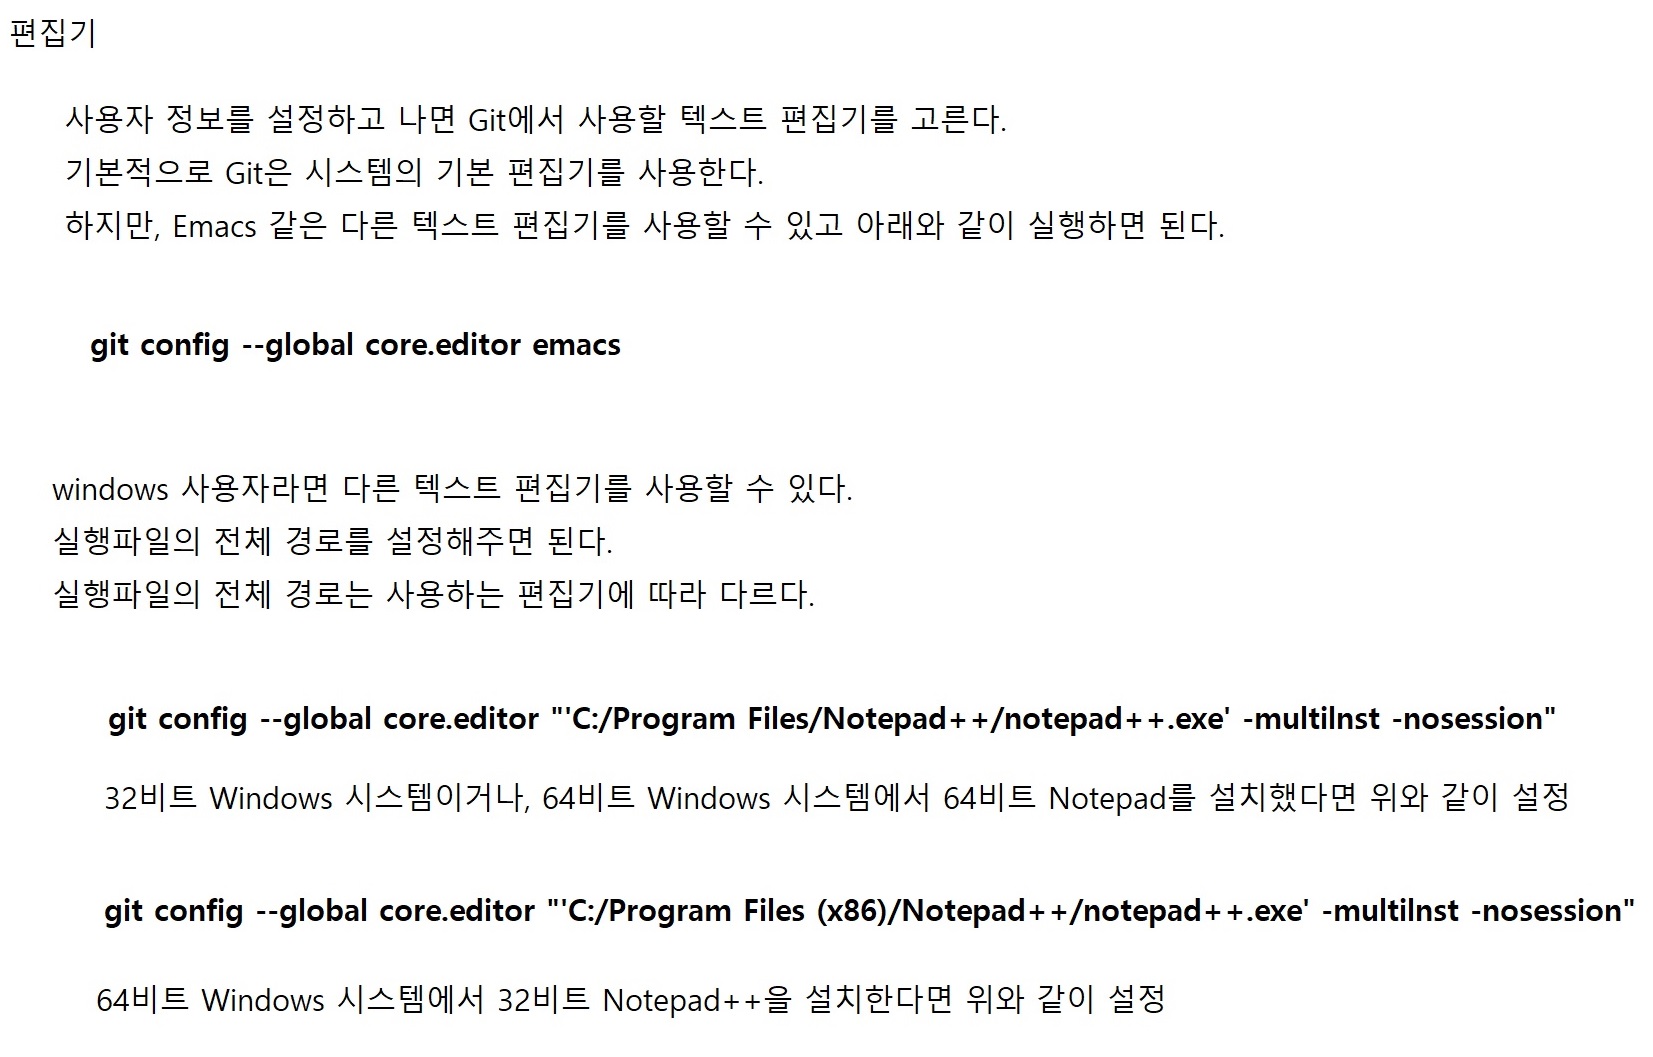 편집기
사용자 정보를 설정하고 나면 Git에서 사용할 텍스트 편집기를 고른다.
기본적으로 Git은 시스템의 기본 편집기를 사용한다.
하지만, Emacs 같은 다른 텍스트 편집기를 사용할 수 있고 아래와 같이 실행하면 된다.
git config --global core.editor emacs
windows 사용자라면 다른 텍스트 편집기를 사용할 수 있다.
실행파일의 전체 경로를 설정해주면 된다.
실행파일의 전체 경로는 사용하는 편집기에 따라 다르다.
git config --global core.editor "'C:/Program Files/Notepad++/notepad++.exe' -multiInst -nosession"
32비트 Windows 시스템이거나, 64비트 Windows 시스템에서 64비트 Notepad를 설치했다면 위와 같이 설정
git config --global core.editor "'C:/Program Files (x86)/Notepad++/notepad++.exe' -multiInst -nosession"
64비트 Windows 시스템에서 32비트 Notepad++을 설치한다면 위와 같이 설정